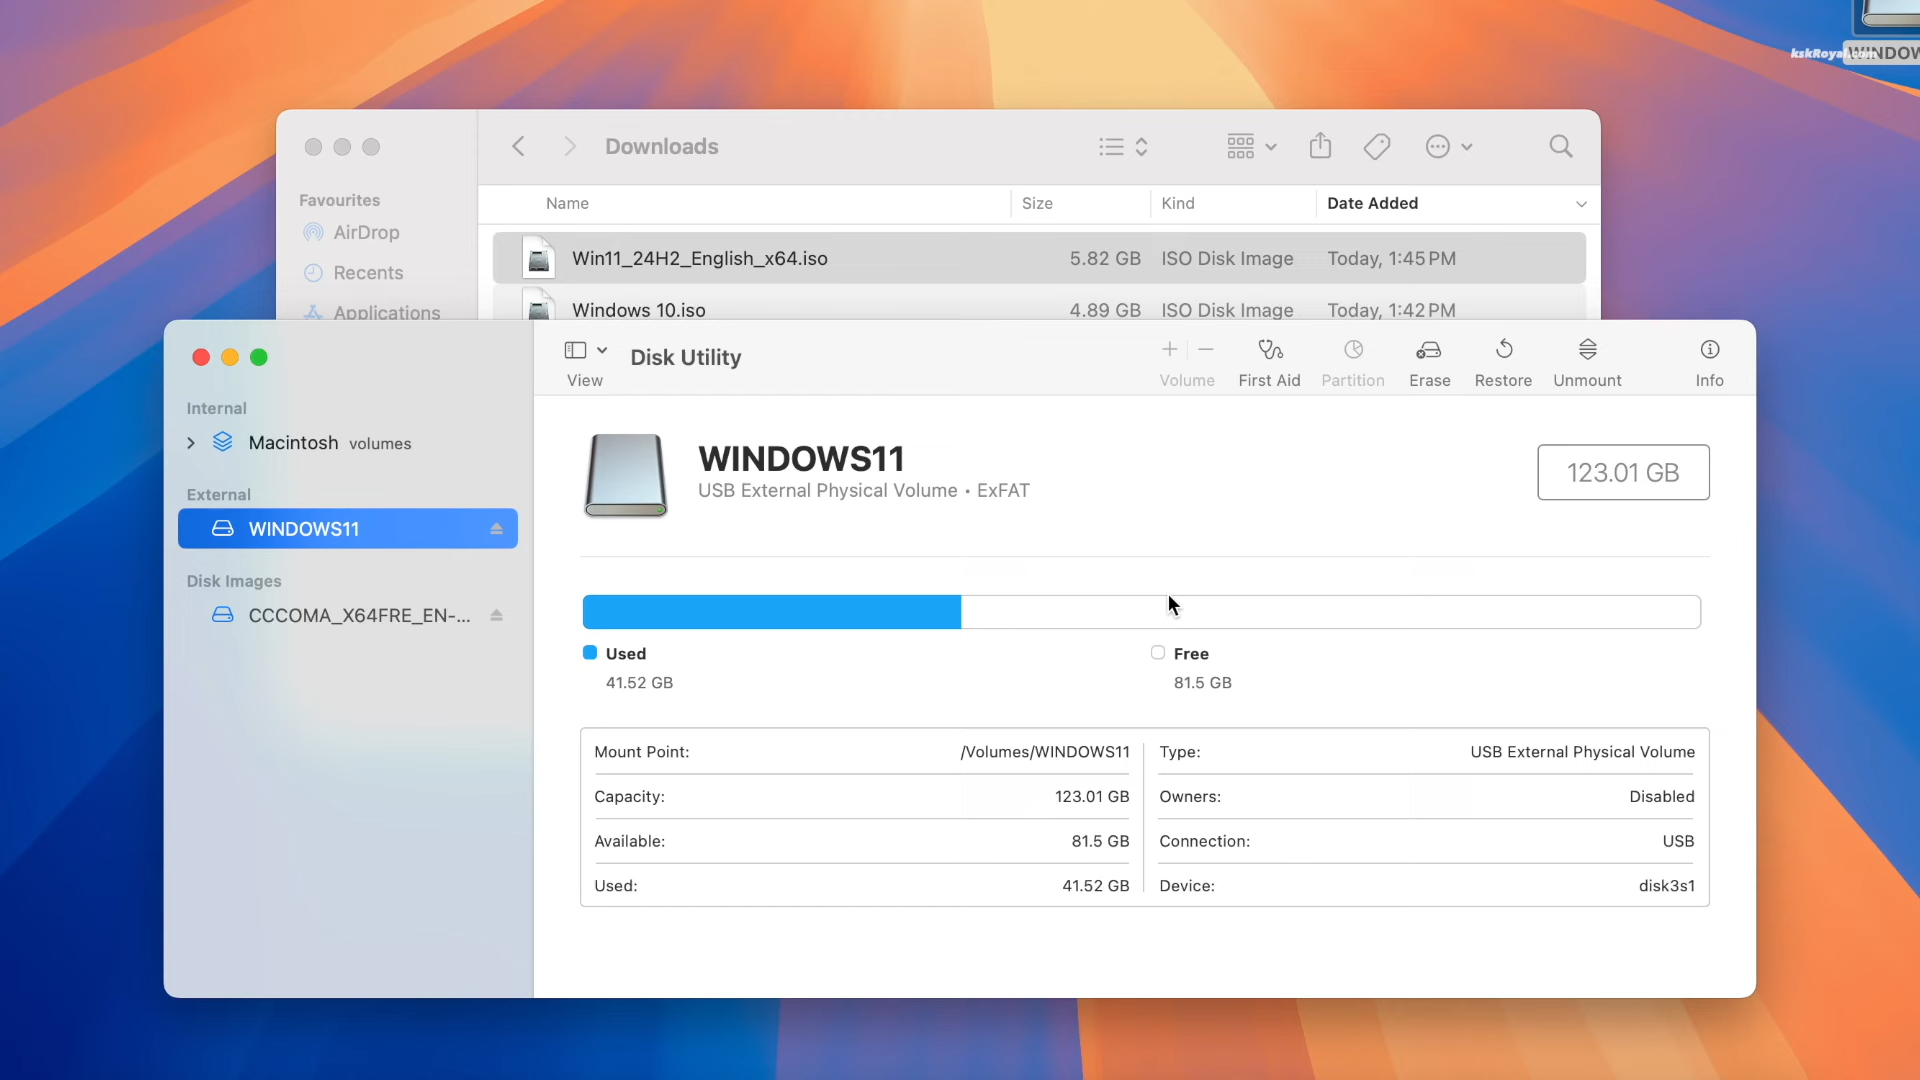 kskRoyal.com
WINDOW
Downloads
Favourites
AirDrop
Recents
Applications
Name Size Kind Date Added
Win11_24H2_English_x64.iso 5.82 GB ISO Disk Image Today, 1:45 PM
Windows 10.iso 4.89 GB ISO Disk Image Today, 1:42 PM
View
Disk Utility
Volume First Aid Partition Erase Restore Unmount Info
Internal
Macintosh volumes
External
WINDOWS11
Disk Images
CCCOMA_X64FRE_EN-...
WINDOWS11
USB External Physical Volume • ExFAT
123.01 GB
Used
41.52 GB
Free
81.5 GB
Mount Point: /Volumes/WINDOWS11
Capacity: 123.01 GB
Available: 81.5 GB
Used: 41.52 GB
Type: USB External Physical Volume
Owners: Disabled
Connection: USB
Device: disk3s1